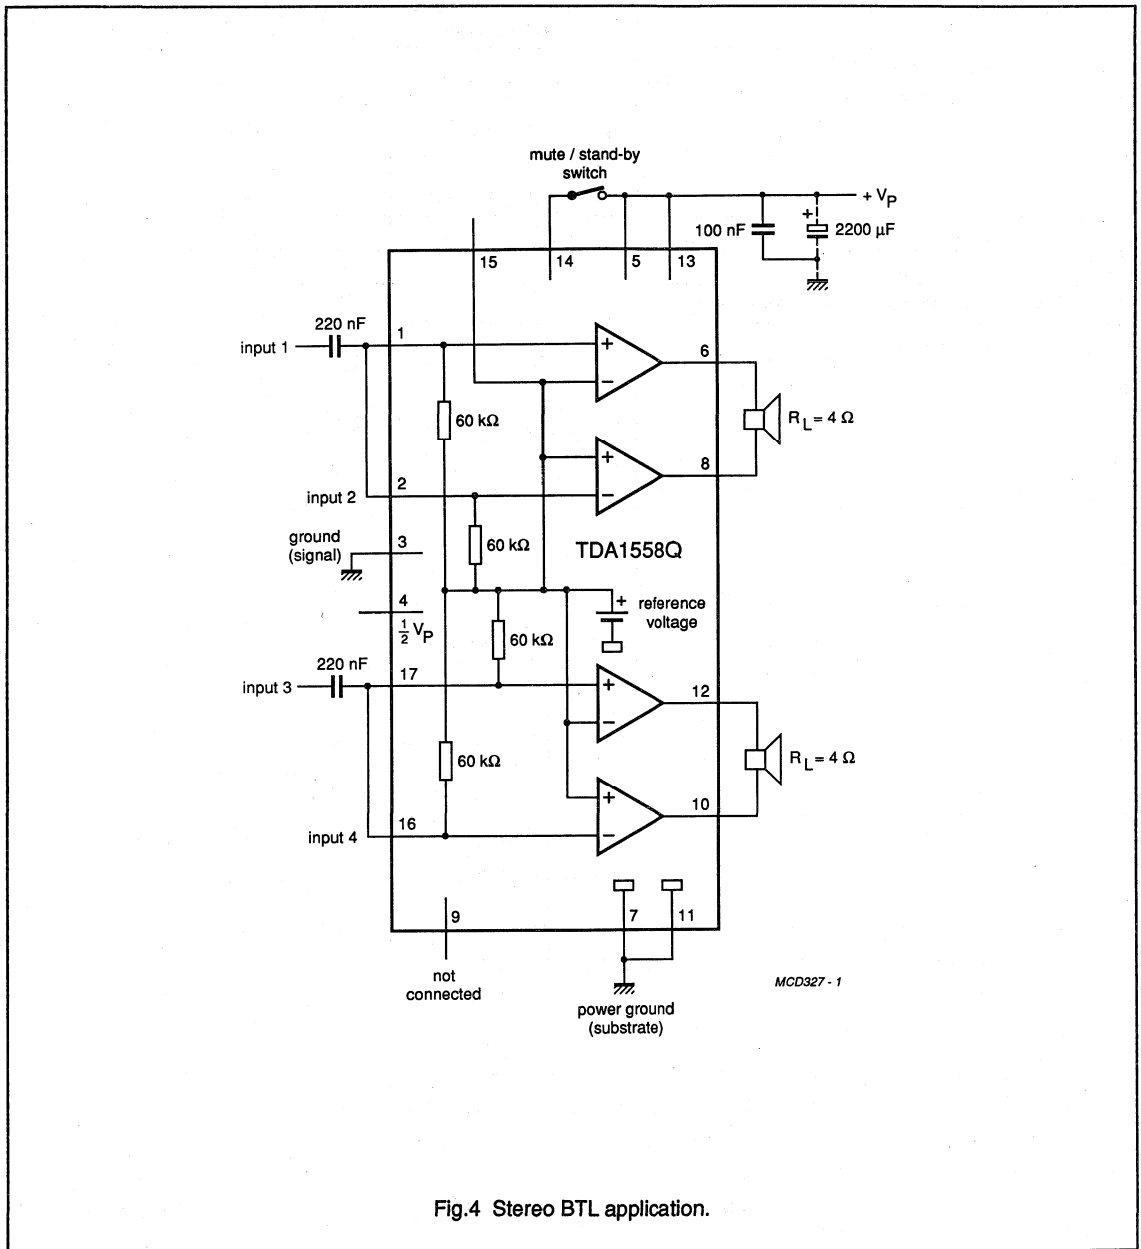 mute / stand-by
switch
+ VP
100 nF
+
2200 µF
15
14
5
13
220 nF
input 1
1
+
−
6
60 kΩ
RL = 4 Ω
+
−
8
input 2
2
ground
(signal)
3
60 kΩ
TDA1558Q
4
½ VP
+
reference
voltage
60 kΩ
220 nF
input 3
17
+
−
12
60 kΩ
RL = 4 Ω
+
−
10
input 4
16
9
7
11
not
connected
MCD327 - 1
power ground
(substrate)
Fig.4 Stereo BTL application.